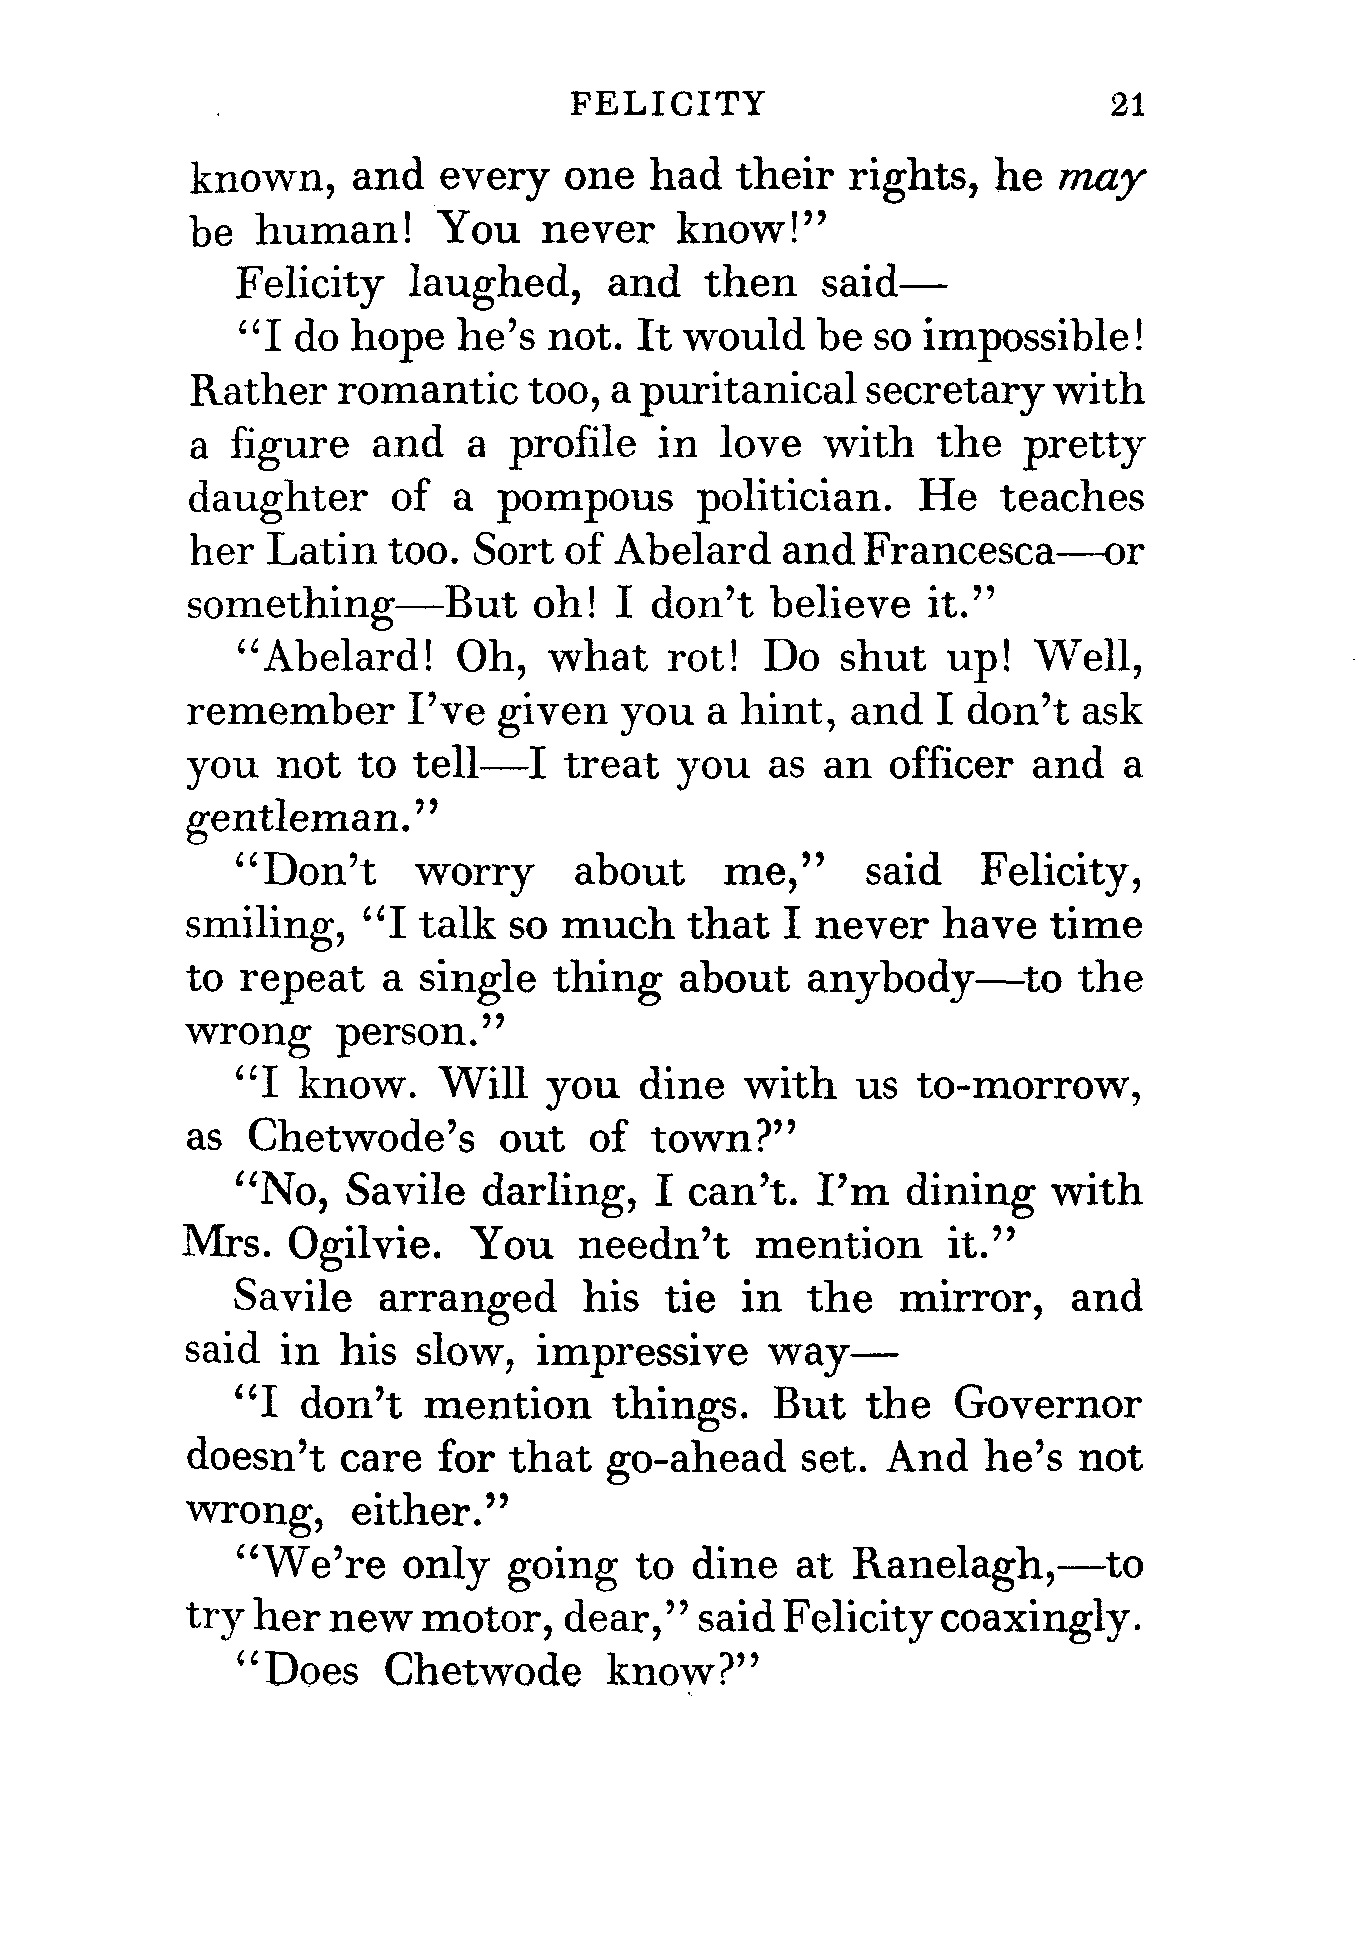 FELICITY 21
known, and every one had their rights, he may
be human! You never know!”
Felicity laughed, and then said—
“I do hope he’s not. It would be so impossible!
Rather romantic too, a puritanical secretary with
a figure and a profile in love with the pretty
daughter of a pompous politician. He teaches
her Latin too. Sort of Abelard and Francesca—or
something—But oh! I don’t believe it.”
“Abelard! Oh, what rot! Do shut up! Well,
remember I’ve given you a hint, and I don’t ask
you not to tell—I treat you as an officer and a
gentleman.”
“Don’t worry about me,” said Felicity,
smiling, “I talk so much that I never have time
to repeat a single thing about anybody—to the
wrong person.”
“I know. Will you dine with us to-morrow,
as Chetwode’s out of town?”
“No, Savile darling, I can’t. I’m dining with
Mrs. Ogilvie. You needn’t mention it.”
Savile arranged his tie in the mirror, and
said in his slow, impressive way—
“I don’t mention things. But the Governor
doesn’t care for that go-ahead set. And he’s not
wrong, either.”
“We’re only going to dine at Ranelagh,—to
try her new motor, dear,” said Felicity coaxingly.
“Does Chetwode know?”